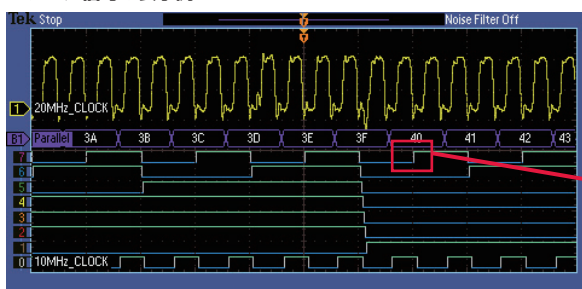 Tek Stop Noise Filter Off
1 20MHz_CLOCK
B1 Parallel 3A 3B 3C 3D 3E 3F 40 41 42 43
7
6
5
4
3
2
1
0 10MHz_CLOCK